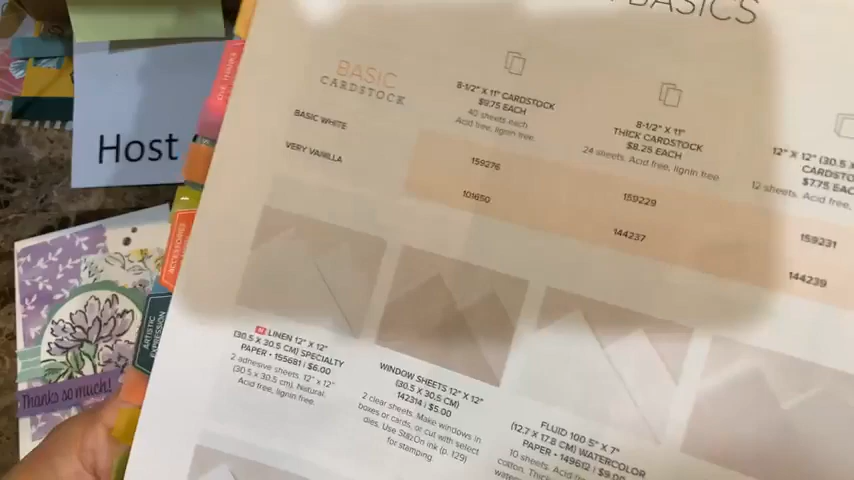 BASICS
BASIC
CARDSTOCK
8-1/2" X 11" CARDSTOCK
$9.75 EACH
40 sheets each
Acid free, lignin free.
8-1/2" X 11"
THICK CARDSTOCK
$8.25 EACH
24 sheets. Acid free, lignin free.
12" X 12" (30.5 X
CARDSTO
$7.75 EAC
12 sheets. Acid free,
BASIC WHITE
159276
159229
159231
VERY VANILLA
101650
144237
144239
N LINEN 12" X 12"
(30.5 X 30.5 CM) SPECIALTY
PAPER • 155681 | $6.00
2 adhesive sheets. 12" x 12"
(30.5 x 30.5 cm). Natural.
Acid free, lignin free.
WINDOW SHEETS 12" X 12"
(30.5 X 30.5 CM)
142314 | $5.00
2 clear sheets. Make windows in
boxes or cards, or cut with select
dies. Use StāzOn ink (p. 129)
for stamping.
FLUID 100 5" X 7"
(12.7 X 17.8 CM) WATERCOLOR
PAPER • 149612 | $9.00
10 sheets.
cotton.
Host
ACCESSORIES
ARTISTIC
EXPRESSION
Thanks so much!